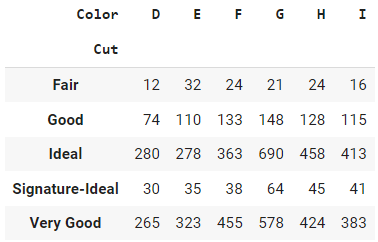 Color D E F G H I
Cut
Fair 12 32 24 21 24 16
Good 74 110 133 148 128 115
Ideal 280 278 363 690 458 413
Signature-Ideal 30 35 38 64 45 41
Very Good 265 323 455 578 424 383